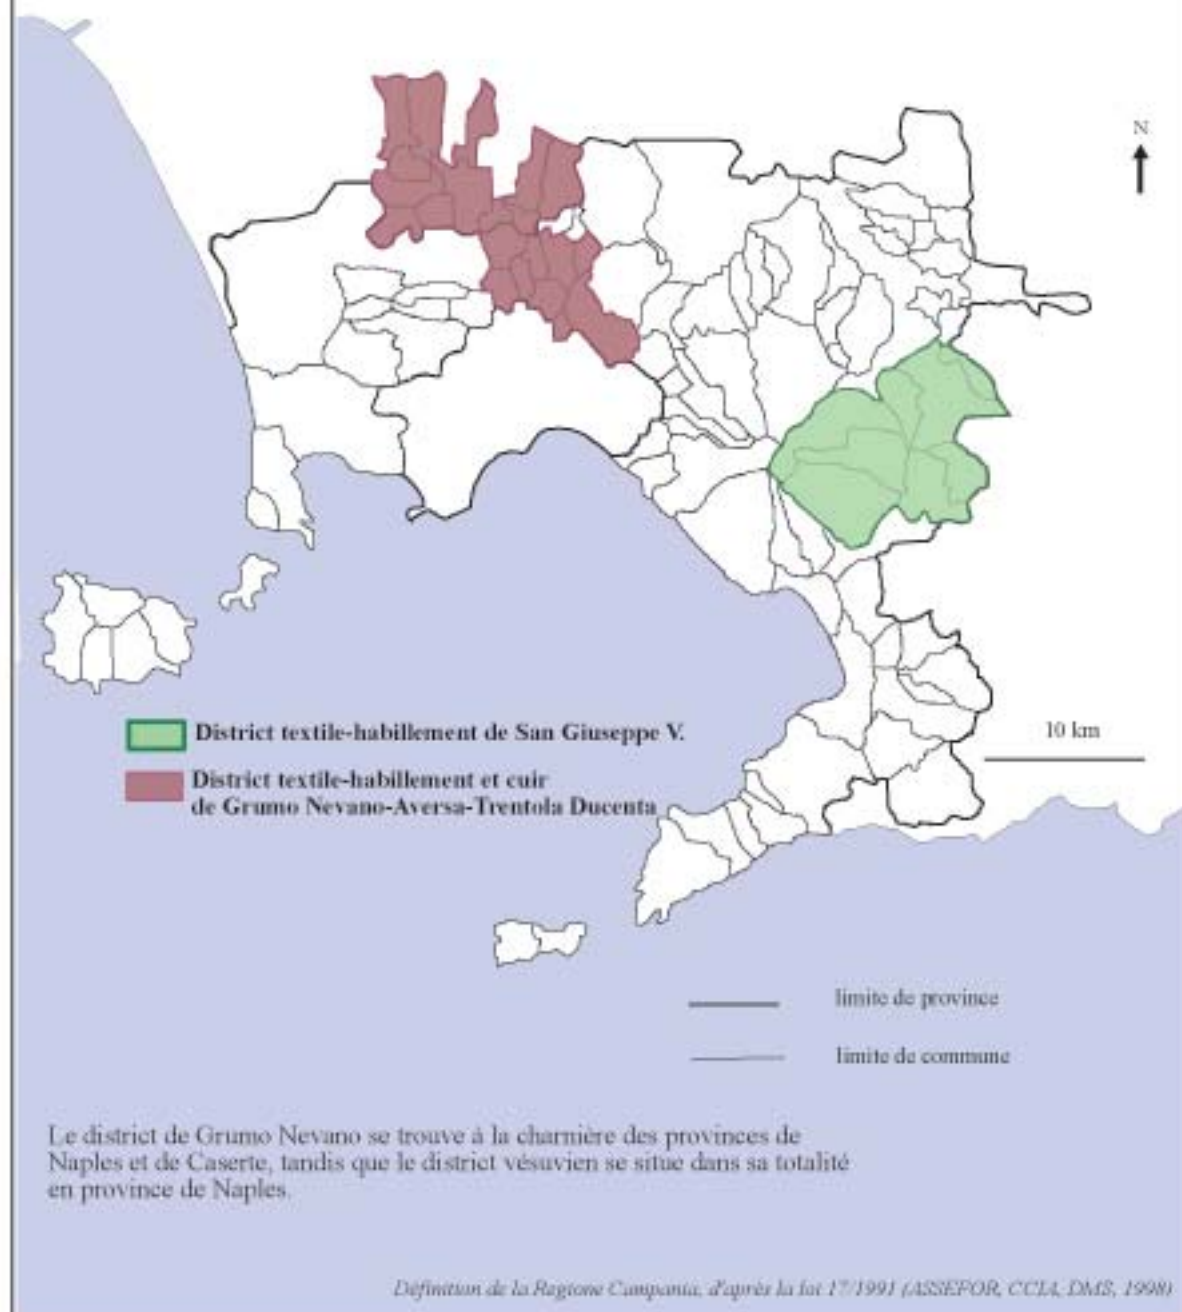 N
District textile-habillement de San Giuseppe V.
10 km
District textile-habillement et cuir
de Grumo Nevano-Aversa-Trentola Ducenta
limite de province
limite de commune
Le district de Grumo Nevano se trouve à la charnière des provinces de
Naples et de Caserte, tandis que le district vésuvien se situe dans sa totalité
en province de Naples.
Définition de la Regione Campania, d'après la loi 17/1991 (ASSEFOR, CCIA, DMS, 1998)